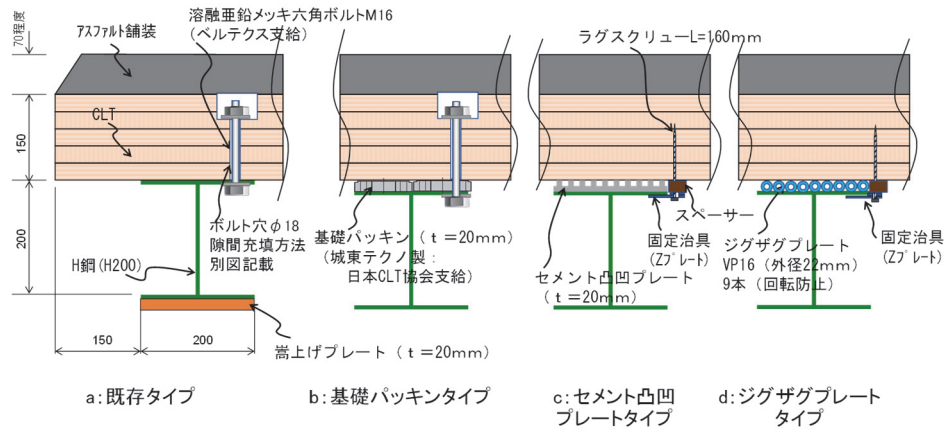 70程度
アスファルト舗装
溶融亜鉛メッキ六角ボルトM16
(ベルテクス支給)
ラグスクリューL=160mm
150
CLT
200
H鋼(H200)
ボルト穴φ18
隙間充填方法
別図記載
基礎パッキン(t=20mm)
(城東テクノ製:
日本CLT協会支給)
スペーサー
固定治具
(Zプレート)
セメント凸凹プレート
(t=20mm)
ジグザグプレート
VP16(外径22mm)
9本(回転防止)
固定治具
(Zプレート)
150
200
嵩上げプレート(t=20mm)
a:既存タイプ
b:基礎パッキンタイプ
c:セメント凸凹
プレートタイプ
d:ジグザグプレート
タイプ